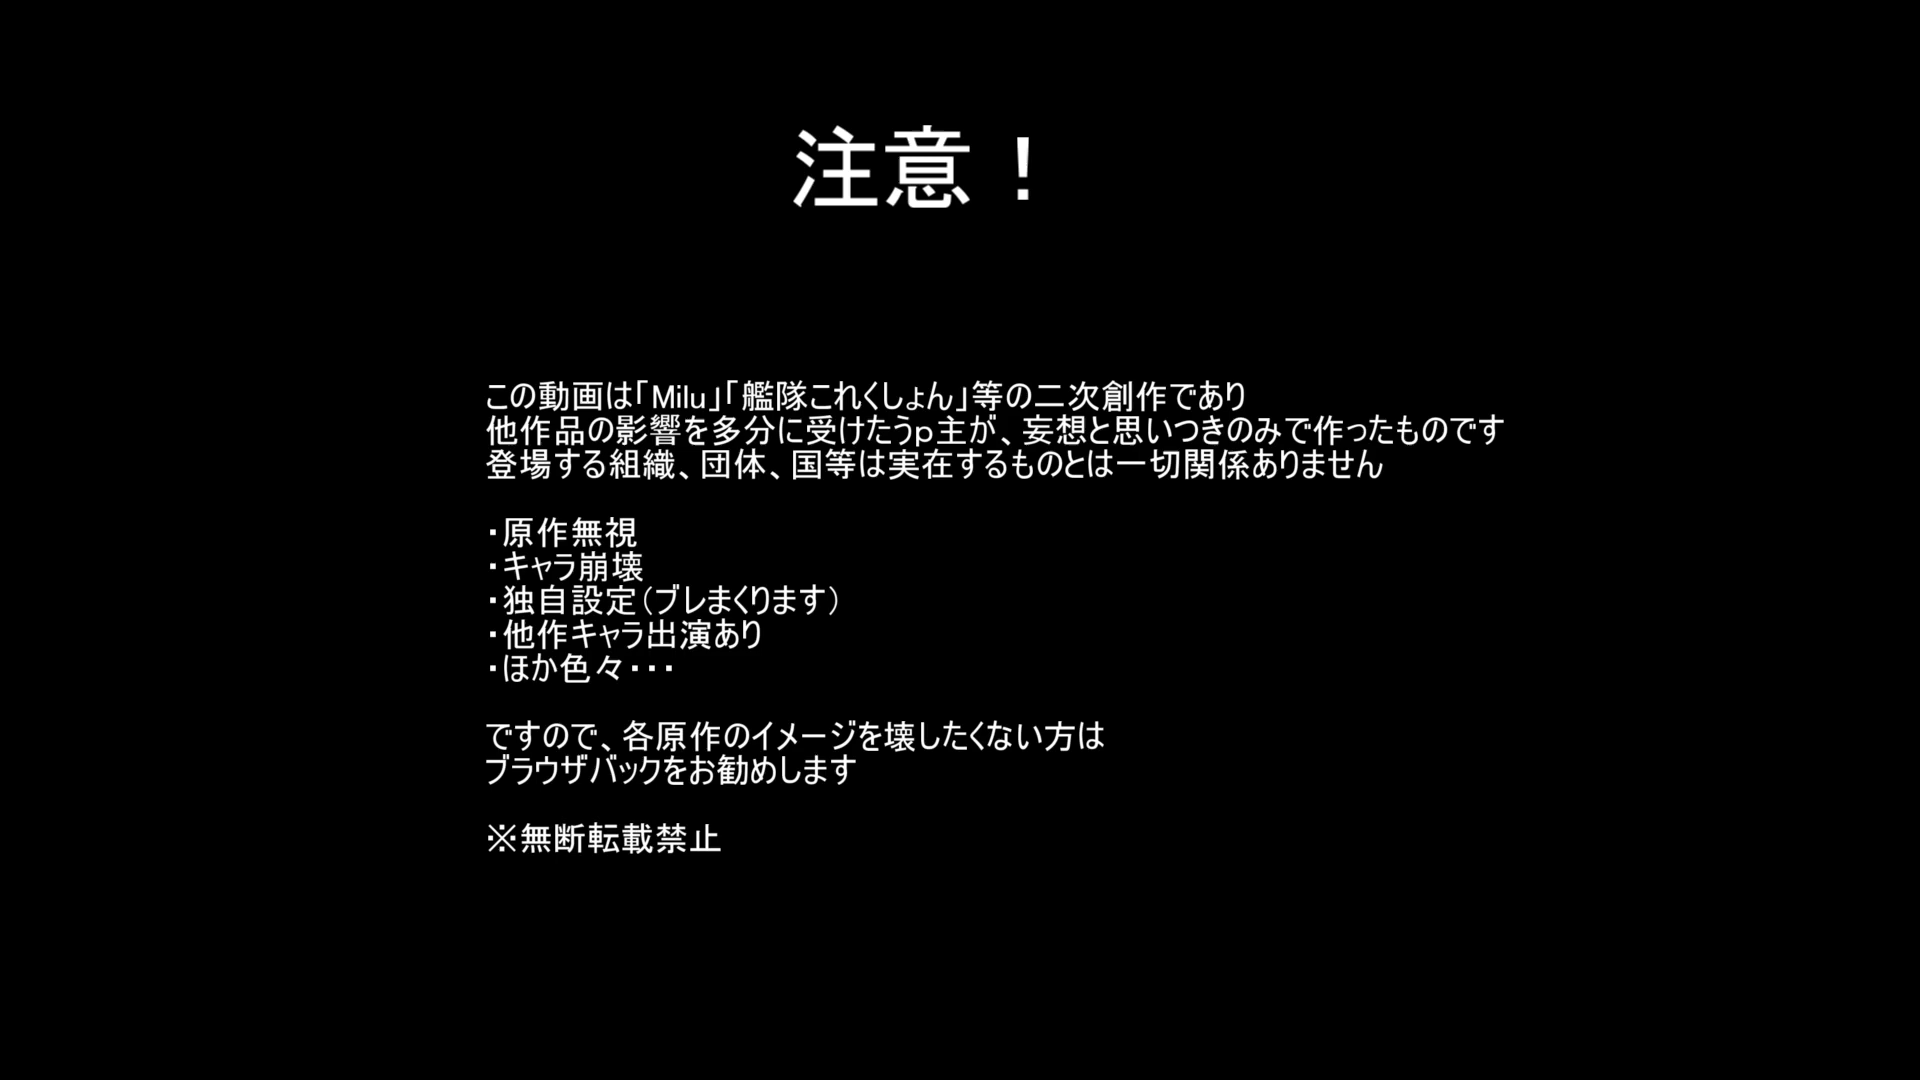 注意！
この動画は「Milu」「艦隊これくしょん」等の二次創作であり
他作品の影響を多分に受けたうp主が、妄想と思いつきのみで作ったものです
登場する組織、団体、国等は実在するものとは一切関係ありません
・原作無視
・キャラ崩壊
・独自設定（ブレまくります）
・他作キャラ出演あり
・ほか色々・・・
ですので、各原作のイメージを壊したくない方は
ブラウザバックをお勧めします
※無断転載禁止